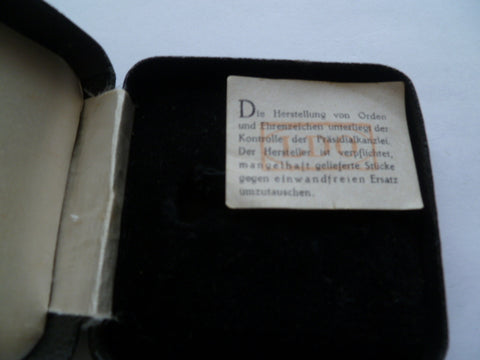 Die Herstellung von Orden
und Ehrenzeichen unterliegt der
Kontrolle der Präsidialkanzlei.
Der Hersteller ist verpflichtet,
mangelhaft gelieferte Stücke
gegen einwandfreien Ersatz
umzutauschen.